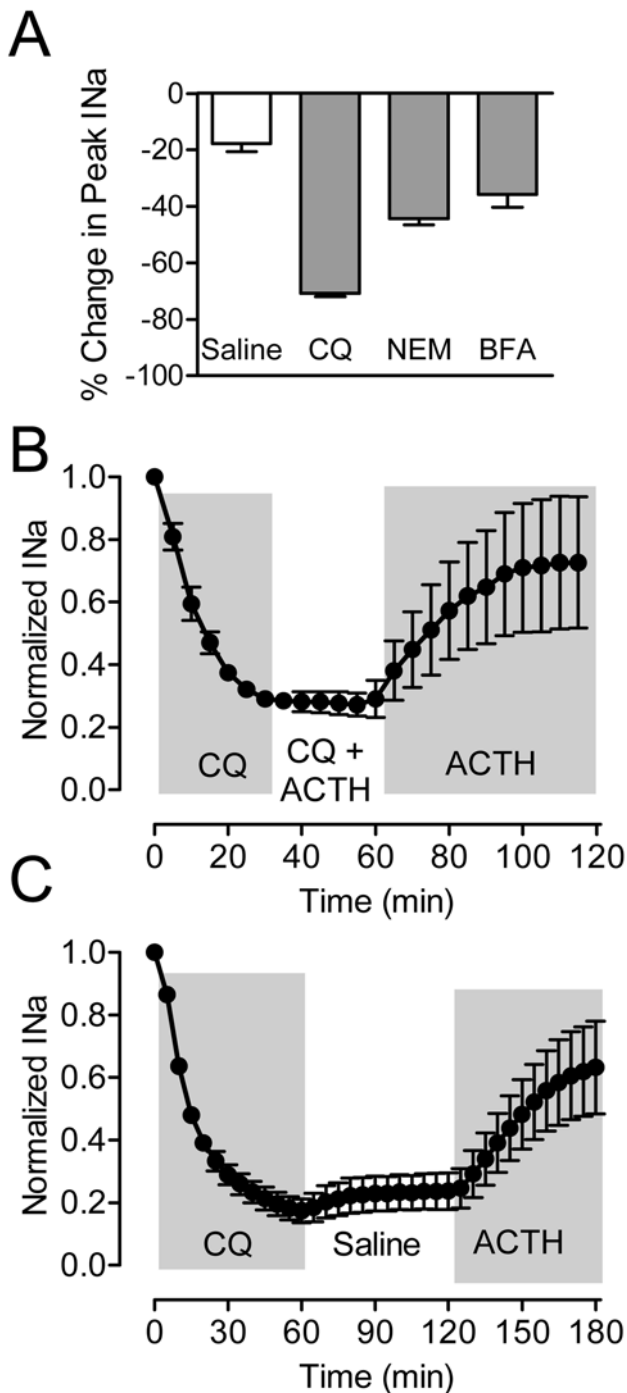 A
% Change in Peak INa
0
-20
-40
-60
-80
-100
Saline CQ NEM BFA
B
Normalized INa
1.0
0.8
0.6
0.4
0.2
0.0
CQ
CQ +
ACTH
ACTH
0 20 40 60 80 100 120
Time (min)
C
Normalized INa
1.0
0.8
0.6
0.4
0.2
0.0
CQ Saline ACTH
0 30 60 90 120 150 180
Time (min)